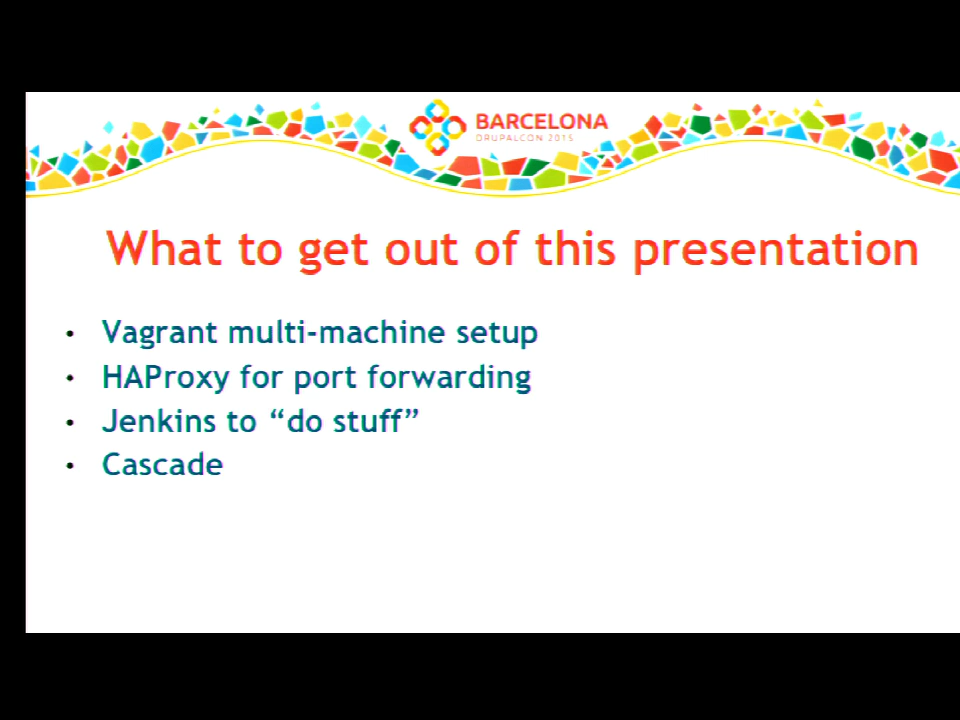 BARCELONA
DRUPALCON 2015
What to get out of this presentation
• Vagrant multi-machine setup
• HAProxy for port forwarding
• Jenkins to “do stuff”
• Cascade